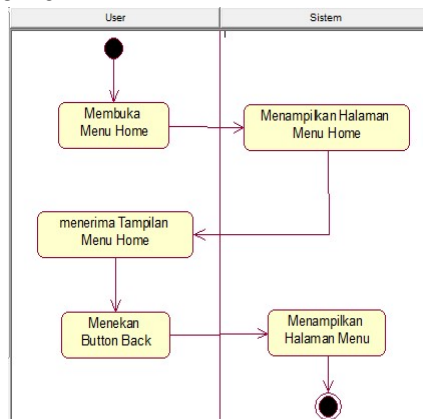 User
Sistem
Membuka
Menu Home
Menampilkan Halaman
Menu Home
menerima Tampilan
Menu Home
Menekan
Button Back
Menampilkan
Halaman Menu